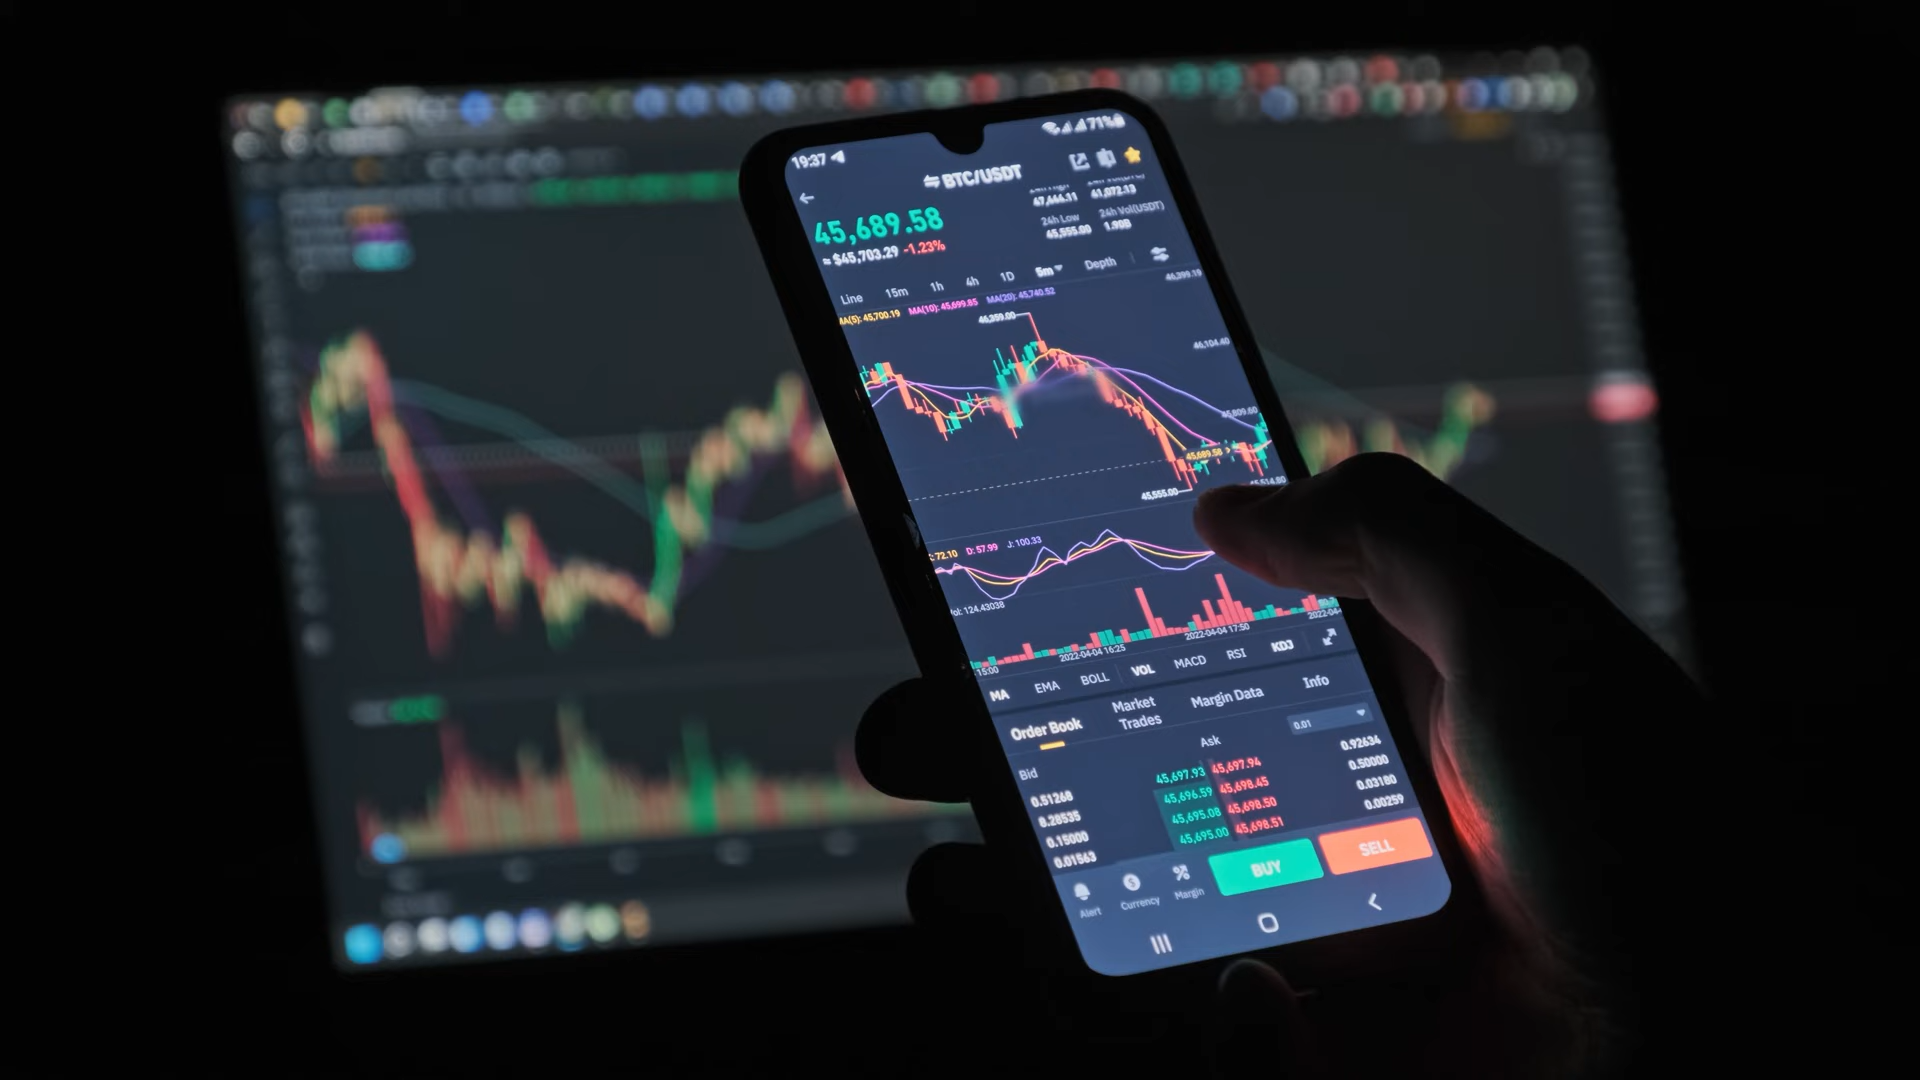 19:37
71%
BTC/USDT
45,689.58
≈ $45,703.29 -1.23%
47,444.11 41,072.13
24h Low 24h Vol(USDT)
45,555.00 1.90B
Line 15m 1h 4h 1D 5m Depth
MA(5): 45,700.19 MA(10): 45,699.85 MA(20): 45,740.52
46,399.19
46,359.00
46,104.40
45,809.60
45,689.58
45,555.00
45,514.80
: 72.10 D: 57.99 J: 100.33
Vol: 124.43038
15:00 2022-04-04 16:25 2022-04-04 17:50 2022-04-
MA EMA BOLL VOL MACD RSI KDJ
Order Book Market Trades Margin Data Info
Bid Ask 0.01
0.51268 45,697.93 45,697.94 0.92634
8.28535 45,696.59 45,698.45 0.50000
0.15000 45,695.08 45,698.50 0.03180
0.01563 45,695.00 45,698.51 0.00259
Alert Currency Margin BUY SELL